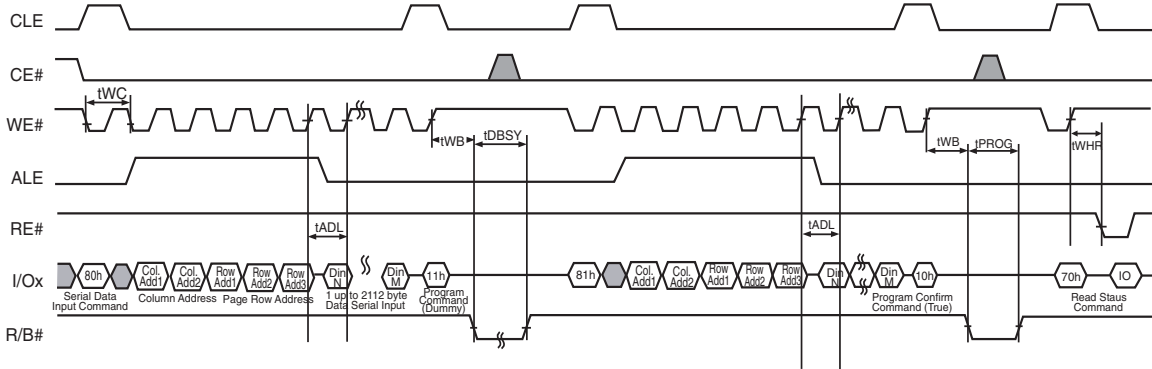 CLE
CE#
tWC
WE#
tWB
tDBSY
tWB
tPROG
tWHR
ALE
RE#
tADL
tADL
I/Ox
80h
Col. Add1
Col. Add2
Row Add1
Row Add2
Row Add3
Din N
Din M
11h
81h
Col. Add1
Col. Add2
Row Add1
Row Add2
Row Add3
Din N
Din M
10h
70h
IO
Serial Data
Input Command
Column Address
Page Row Address
1 up to 2112 byte
Data Serial Input
Program
Command
(Dummy)
Program Confirm
Command (True)
Read Staus
Command
R/B#